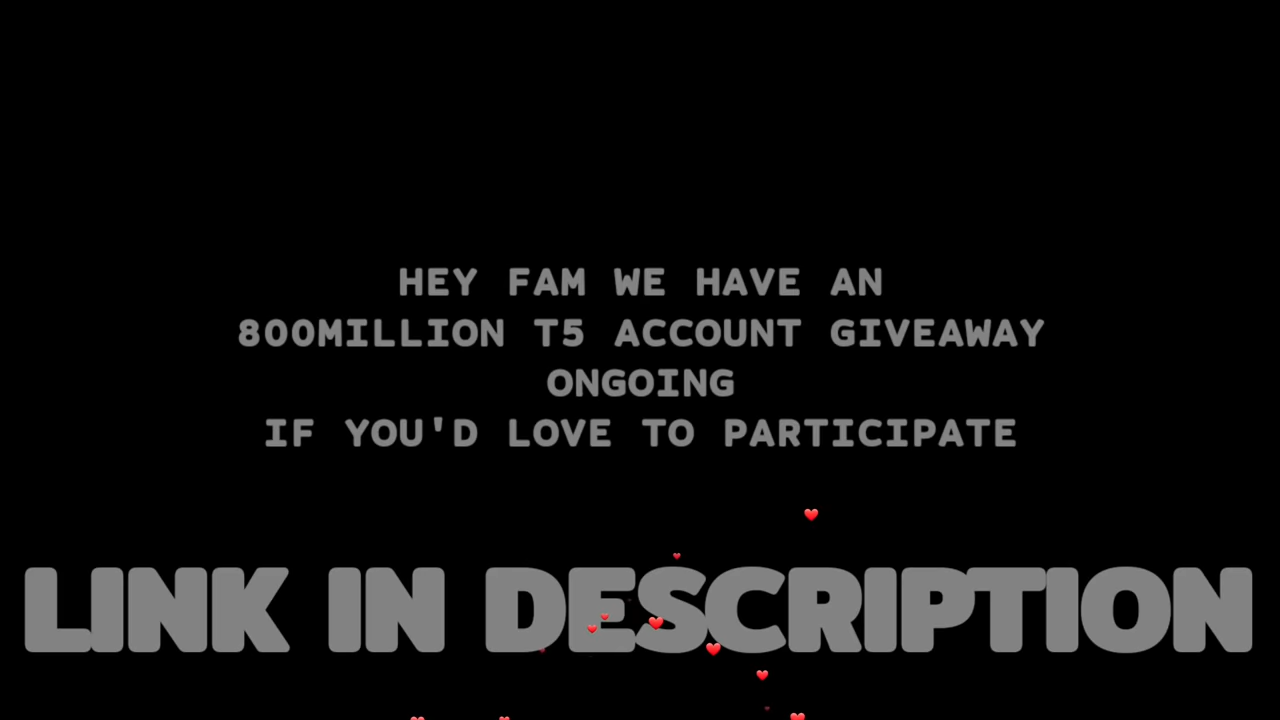 HEY FAM WE HAVE AN
800MILLION T5 ACCOUNT GIVEAWAY
ONGOING
IF YOU'D LOVE TO PARTICIPATE
LINK IN DESCRIPTION